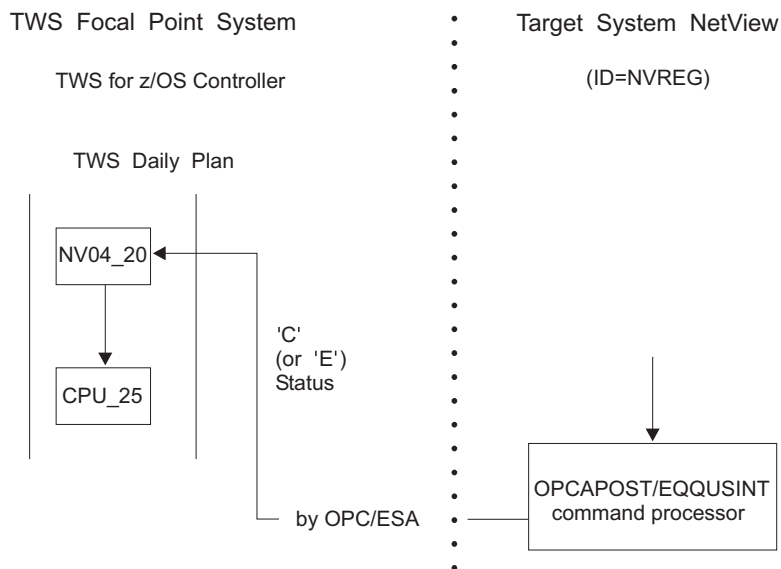 TWS Focal Point System
TWS for z/OS Controller
TWS Daily Plan
NV04_20
CPU_25
'C'
(or 'E')
Status
by OPC/ESA
Target System NetView
(ID=NVREG)
OPCAPOST/EQQUSINT
command processor